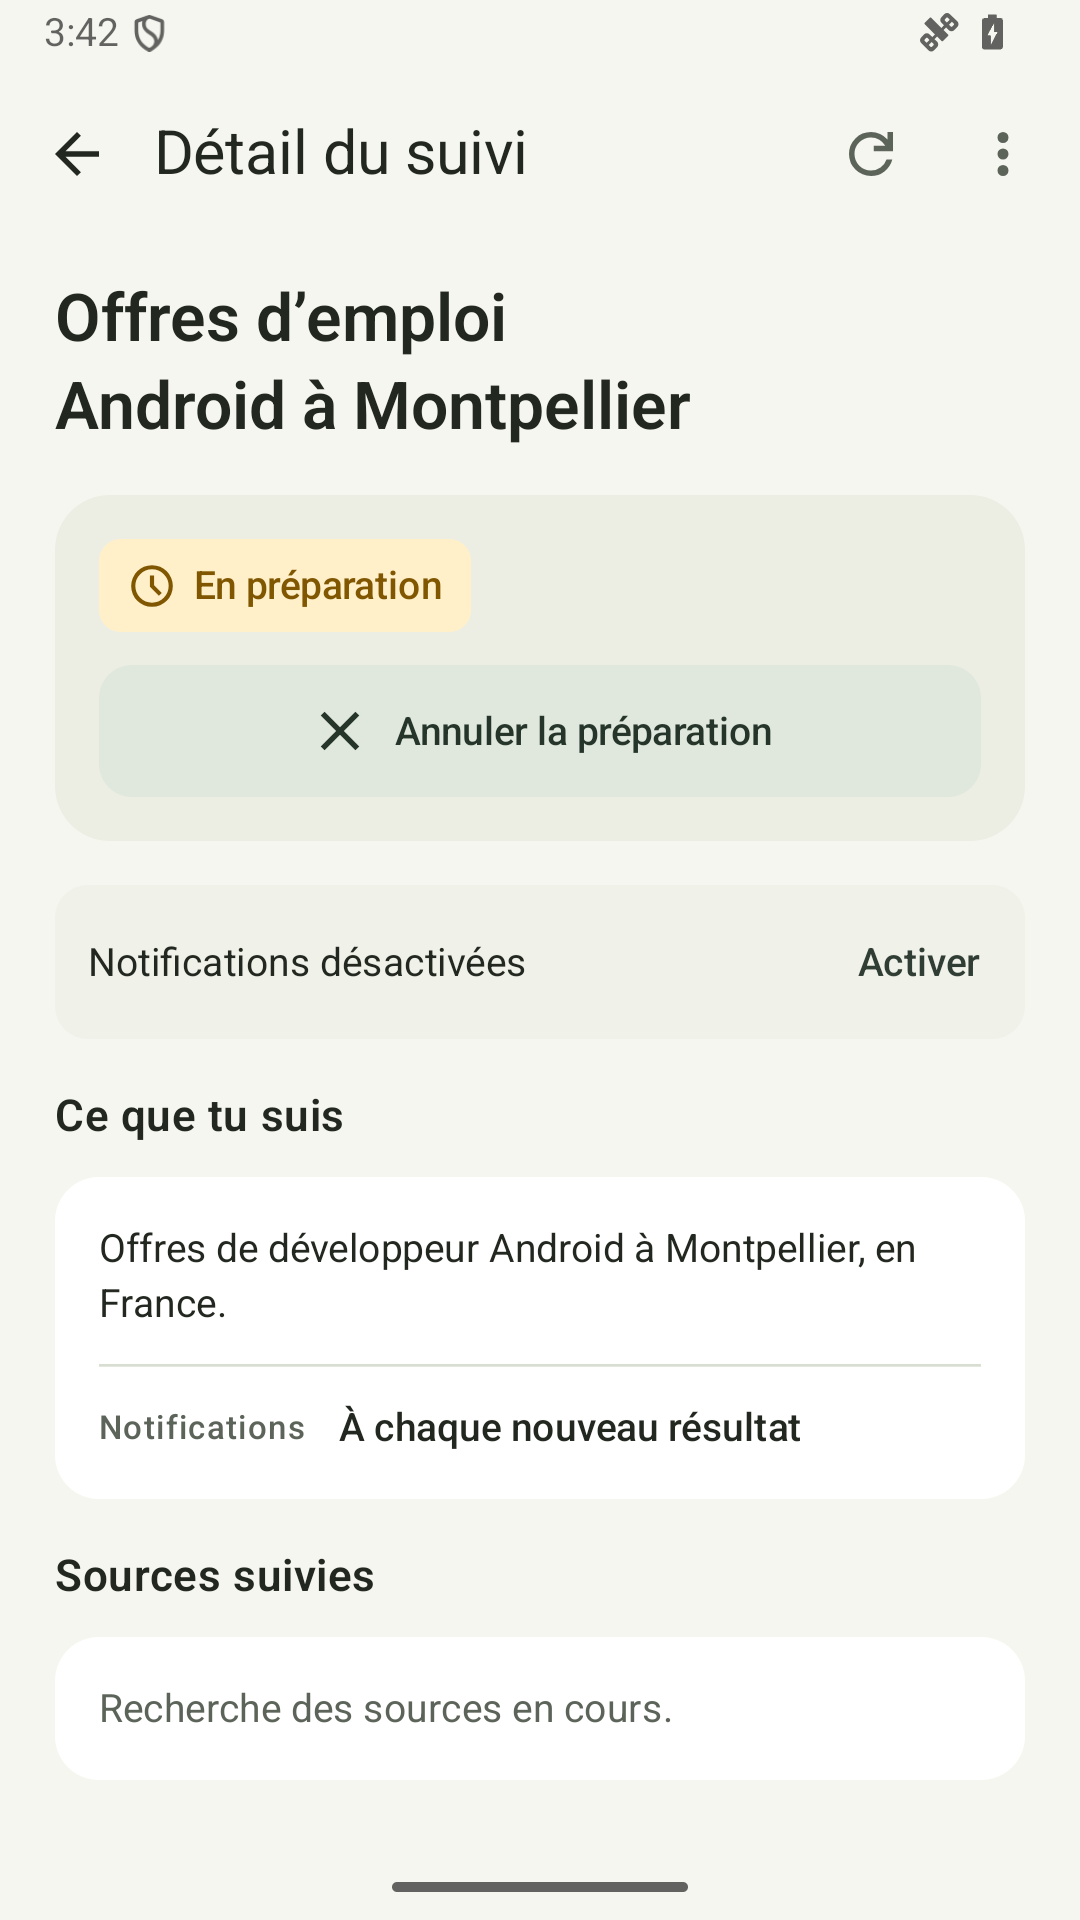 3:42
Détail du suivi
Offres d’emploi
Android à Montpellier
En préparation
Annuler la préparation
Notifications désactivées
Activer
Ce que tu suis
Offres de développeur Android à Montpellier, en
France.
Notifications À chaque nouveau résultat
Sources suivies
Recherche des sources en cours.